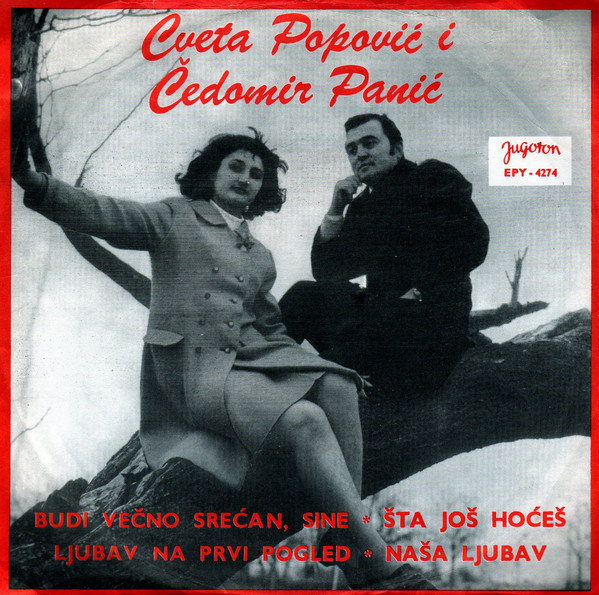 Cveta Popović i
Čedomir Panić
Jugoton
EPY - 4274
BUDI VEČNO SREĆAN, SINE * ŠTA JOŠ HOĆEŠ
LJUBAV NA PRVI POGLED * NAŠA LJUBAV